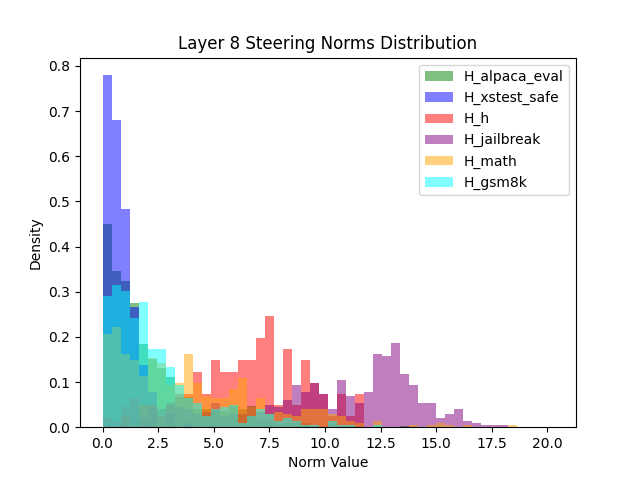 Layer 8 Steering Norms Distribution
H_alpaca_eval
H_xstest_safe
H_h
H_jailbreak
H_math
H_gsm8k
Density
0.8
0.7
0.6
0.5
0.4
0.3
0.2
0.1
0.0
0.0 2.5 5.0 7.5 10.0 12.5 15.0 17.5 20.0
Norm Value